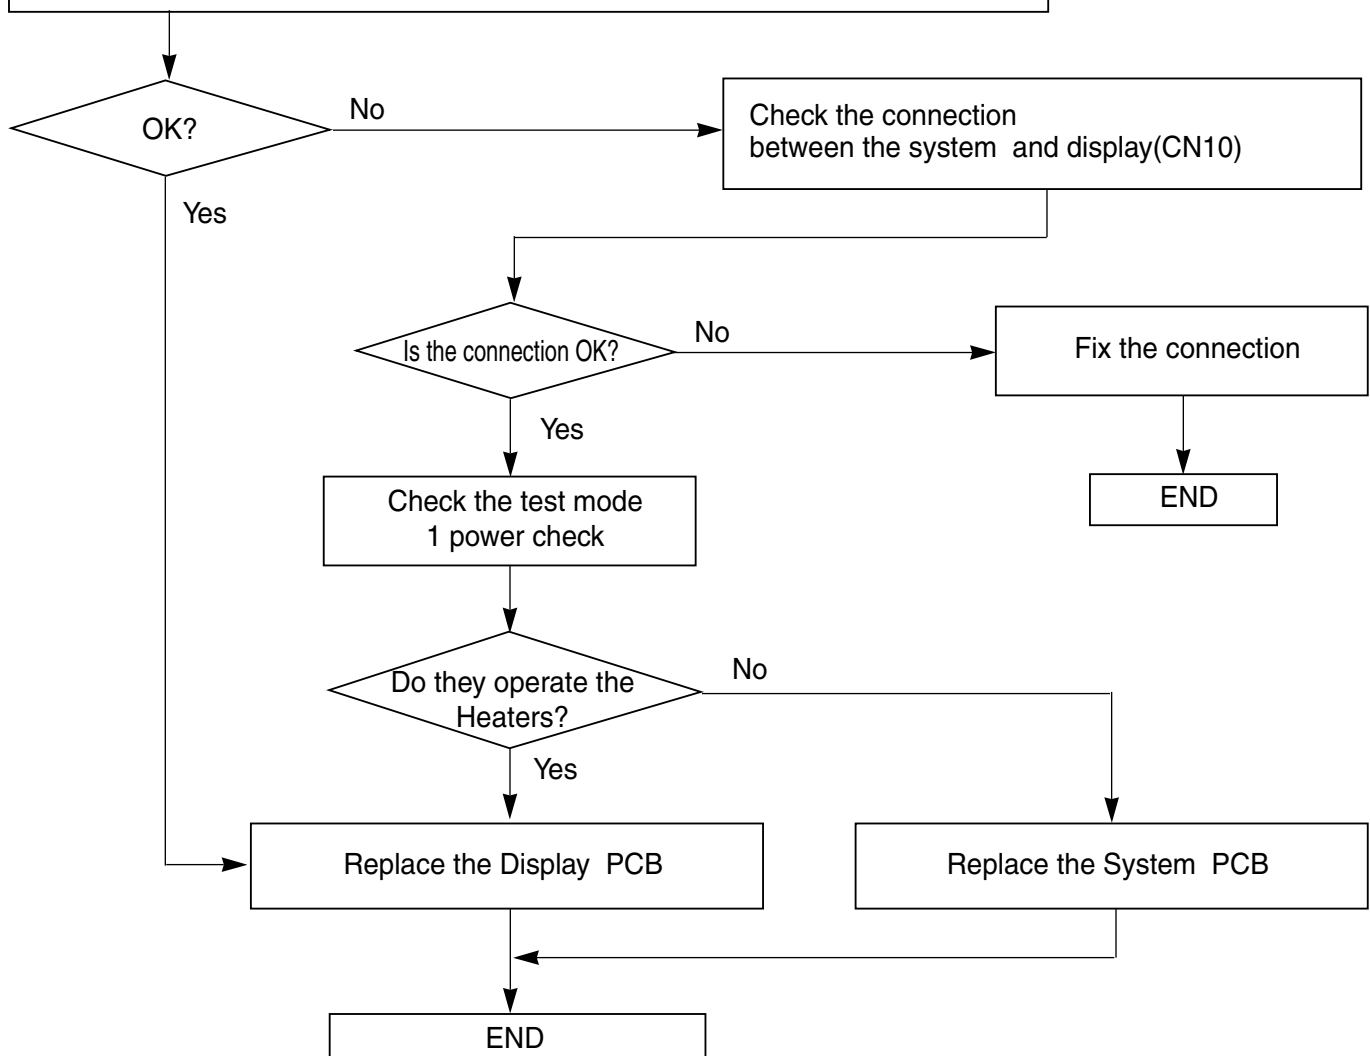 OK?
No
Check the connection
between the system and display(CN10)
Yes
Is the connection OK?
No
Fix the connection
Yes
END
Check the test mode
1 power check
Do they operate the
Heaters?
No
Yes
Replace the Display PCB
Replace the System PCB
END